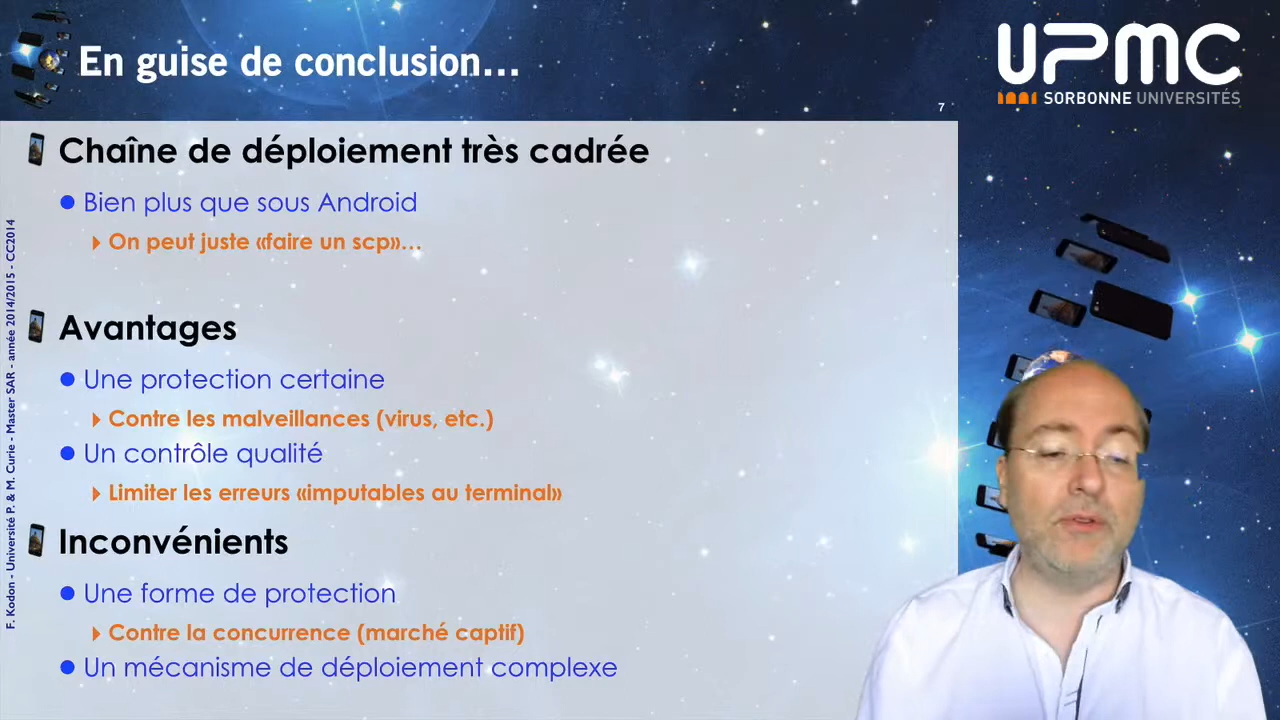 En guise de conclusion...
UPMC
SORBONNE UNIVERSITÉS
7
Chaîne de déploiement très cadrée
Bien plus que sous Android
On peut juste «faire un scp»...
Avantages
Une protection certaine
Contre les malveillances (virus, etc.)
Un contrôle qualité
Limiter les erreurs «imputables au terminal»
Inconvénients
Une forme de protection
Contre la concurrence (marché captif)
Un mécanisme de déploiement complexe
F. Kodon - Université P. & M. Curie - Master SAR - année 2014/2015 - CC2014